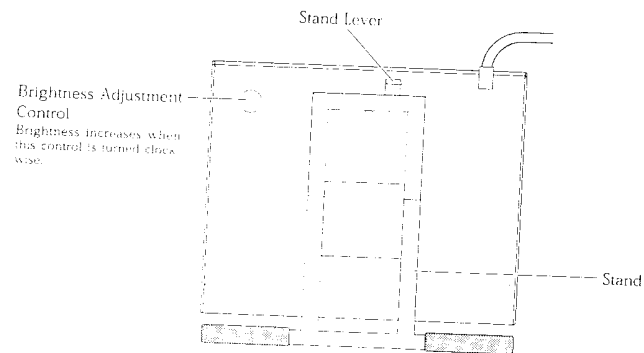 Stand Lever
Brightness Adjustment
Control
Brightness increases when
this control is turned clock
wise.
Stand